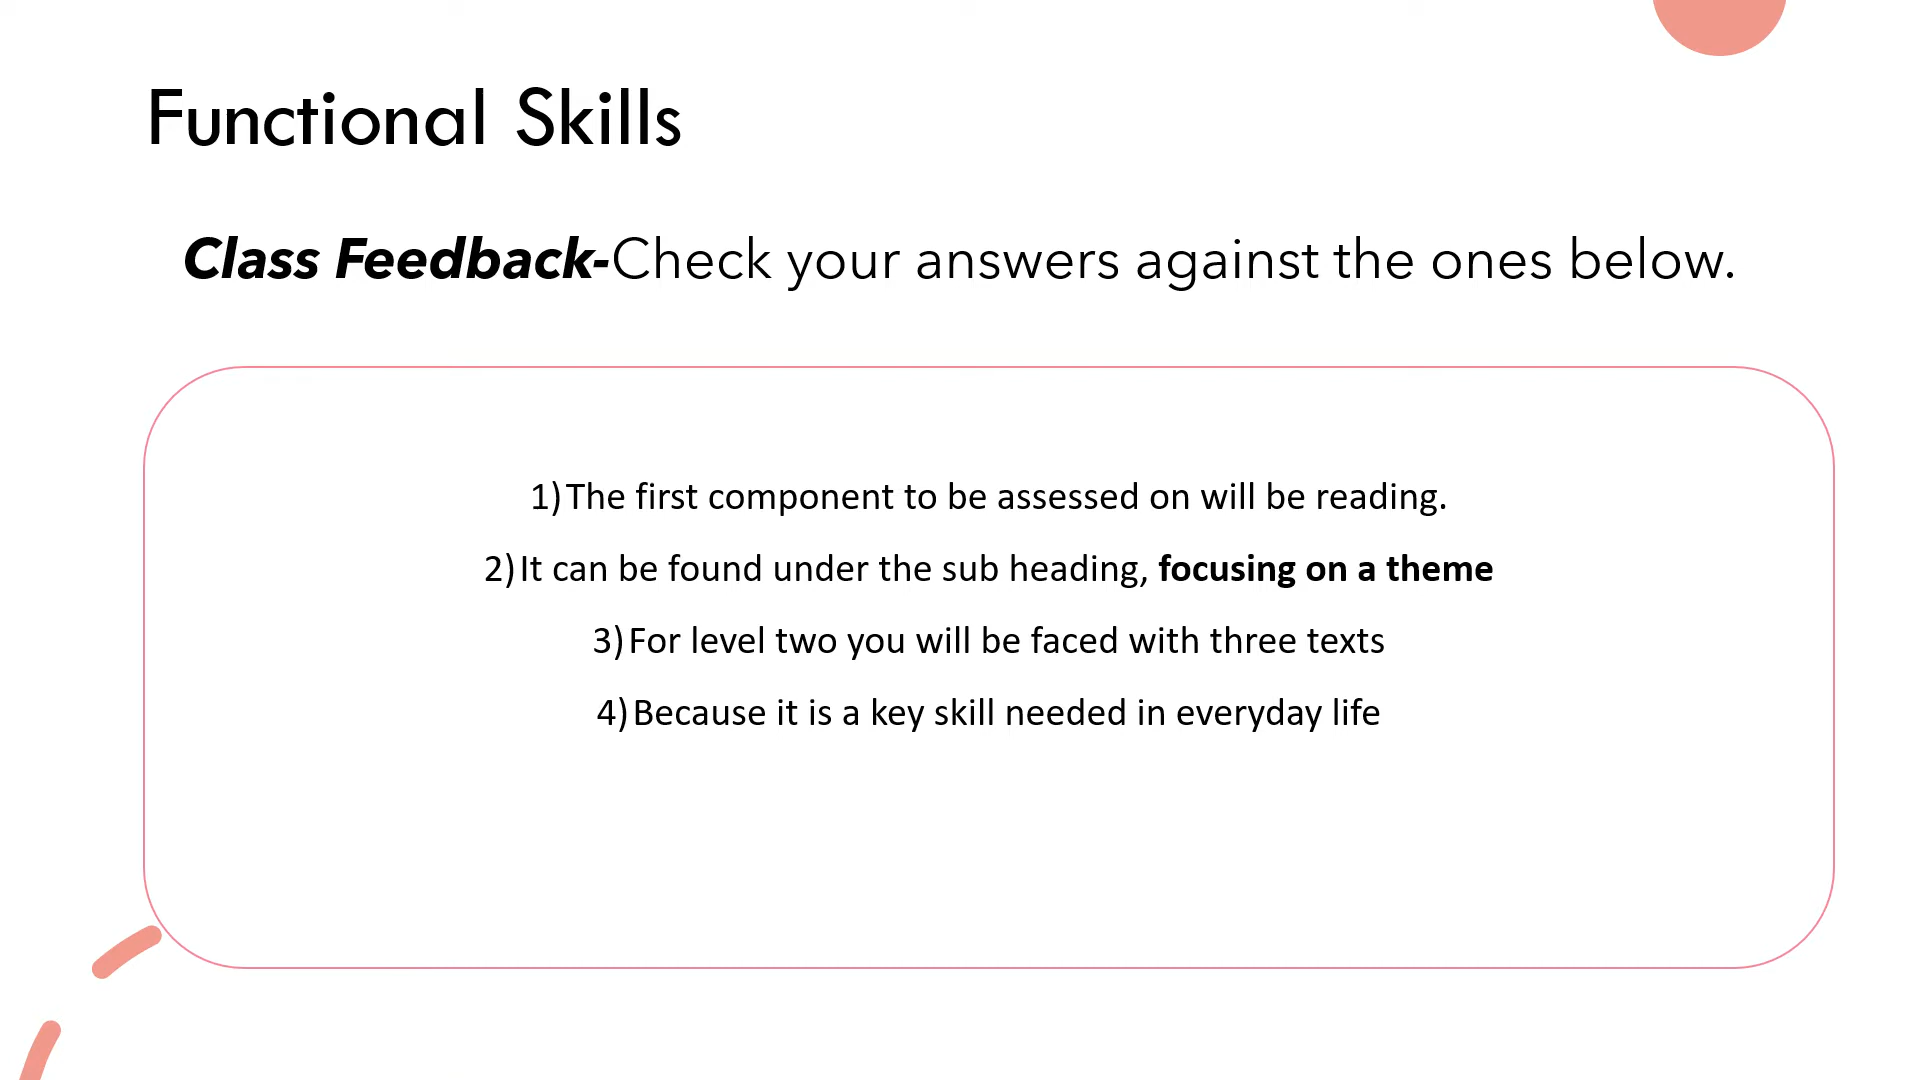 Functional Skills
Class Feedback-Check your answers against the ones below.
1) The first component to be assessed on will be reading.
2) It can be found under the sub heading, focusing on a theme
3) For level two you will be faced with three texts
4) Because it is a key skill needed in everyday life